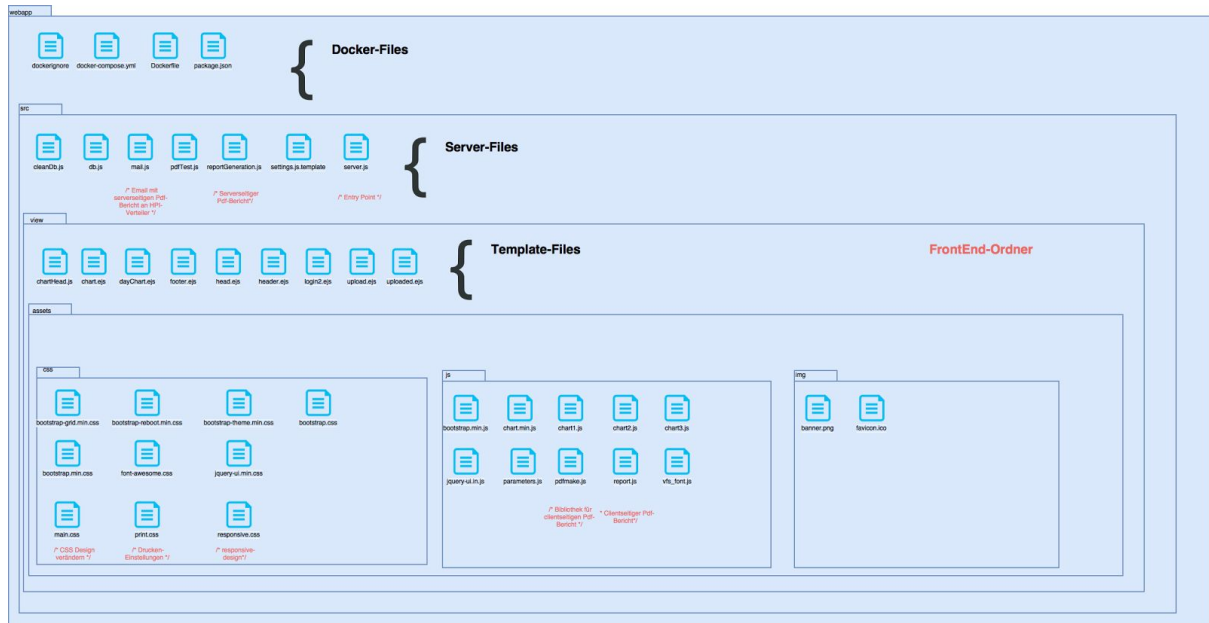 webapp
dockerignore docker-compose.yml Dockerfile package.json
{ Docker-Files
src
cleanDb.js db.js mail.js pdfTest.js reportGeneration.js settings.js.template server.js
{ Server-Files
/* Email mit
serverseitigen Pdf-
Bericht an HPI-
Verteiler */
/* Serverseitiger
Pdf-Bericht*/
/* Entry Point */
view
chartHead.js chart.ejs dayChart.ejs footer.ejs head.ejs header.ejs login2.ejs upload.ejs uploaded.ejs
{ Template-Files
FrontEnd-Ordner
assets
css
bootstrap-grid.min.css bootstrap-reboot.min.css bootstrap-theme.min.css bootstrap.css
bootstrap.min.css font-awesome.css jquery-ui.min.css
main.css print.css responsive.css
/* CSS Design
verändern */
/* Drucken-
Einstellungen */
/* responsive-
design*/
js
bootstrap.min.js chart.min.js chart1.js chart2.js chart3.js
jquery-ui.in.js parameters.js pdfmake.js report.js vfs_font.js
/* Bibliothek für
clientseitigen Pdf-
Bericht */
* Clientseitiger Pdf-
Bericht*/
img
banner.png favicon.ico